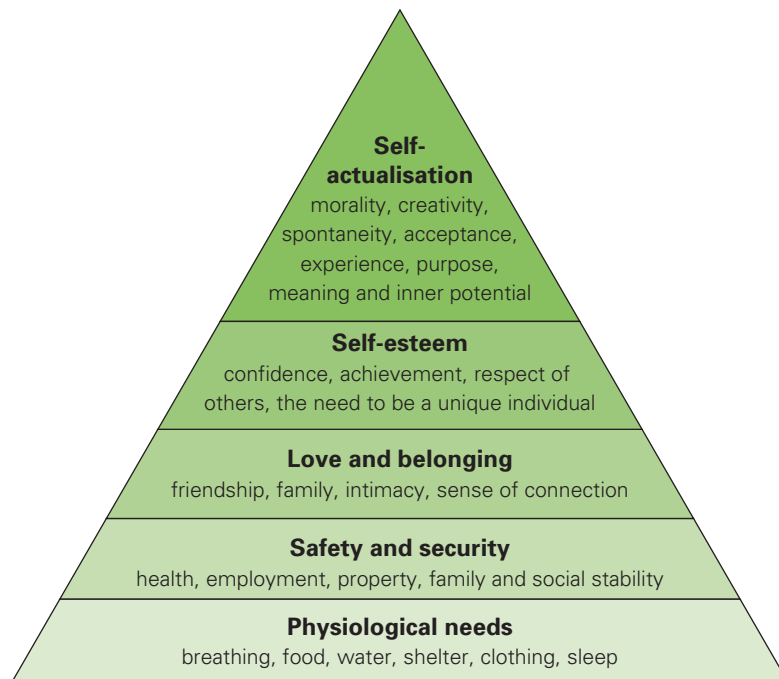 Self-
actualisation
morality, creativity,
spontaneity, acceptance,
experience, purpose,
meaning and inner potential
Self-esteem
confidence, achievement, respect of
others, the need to be a unique individual
Love and belonging
friendship, family, intimacy, sense of connection
Safety and security
health, employment, property, family and social stability
Physiological needs
breathing, food, water, shelter, clothing, sleep